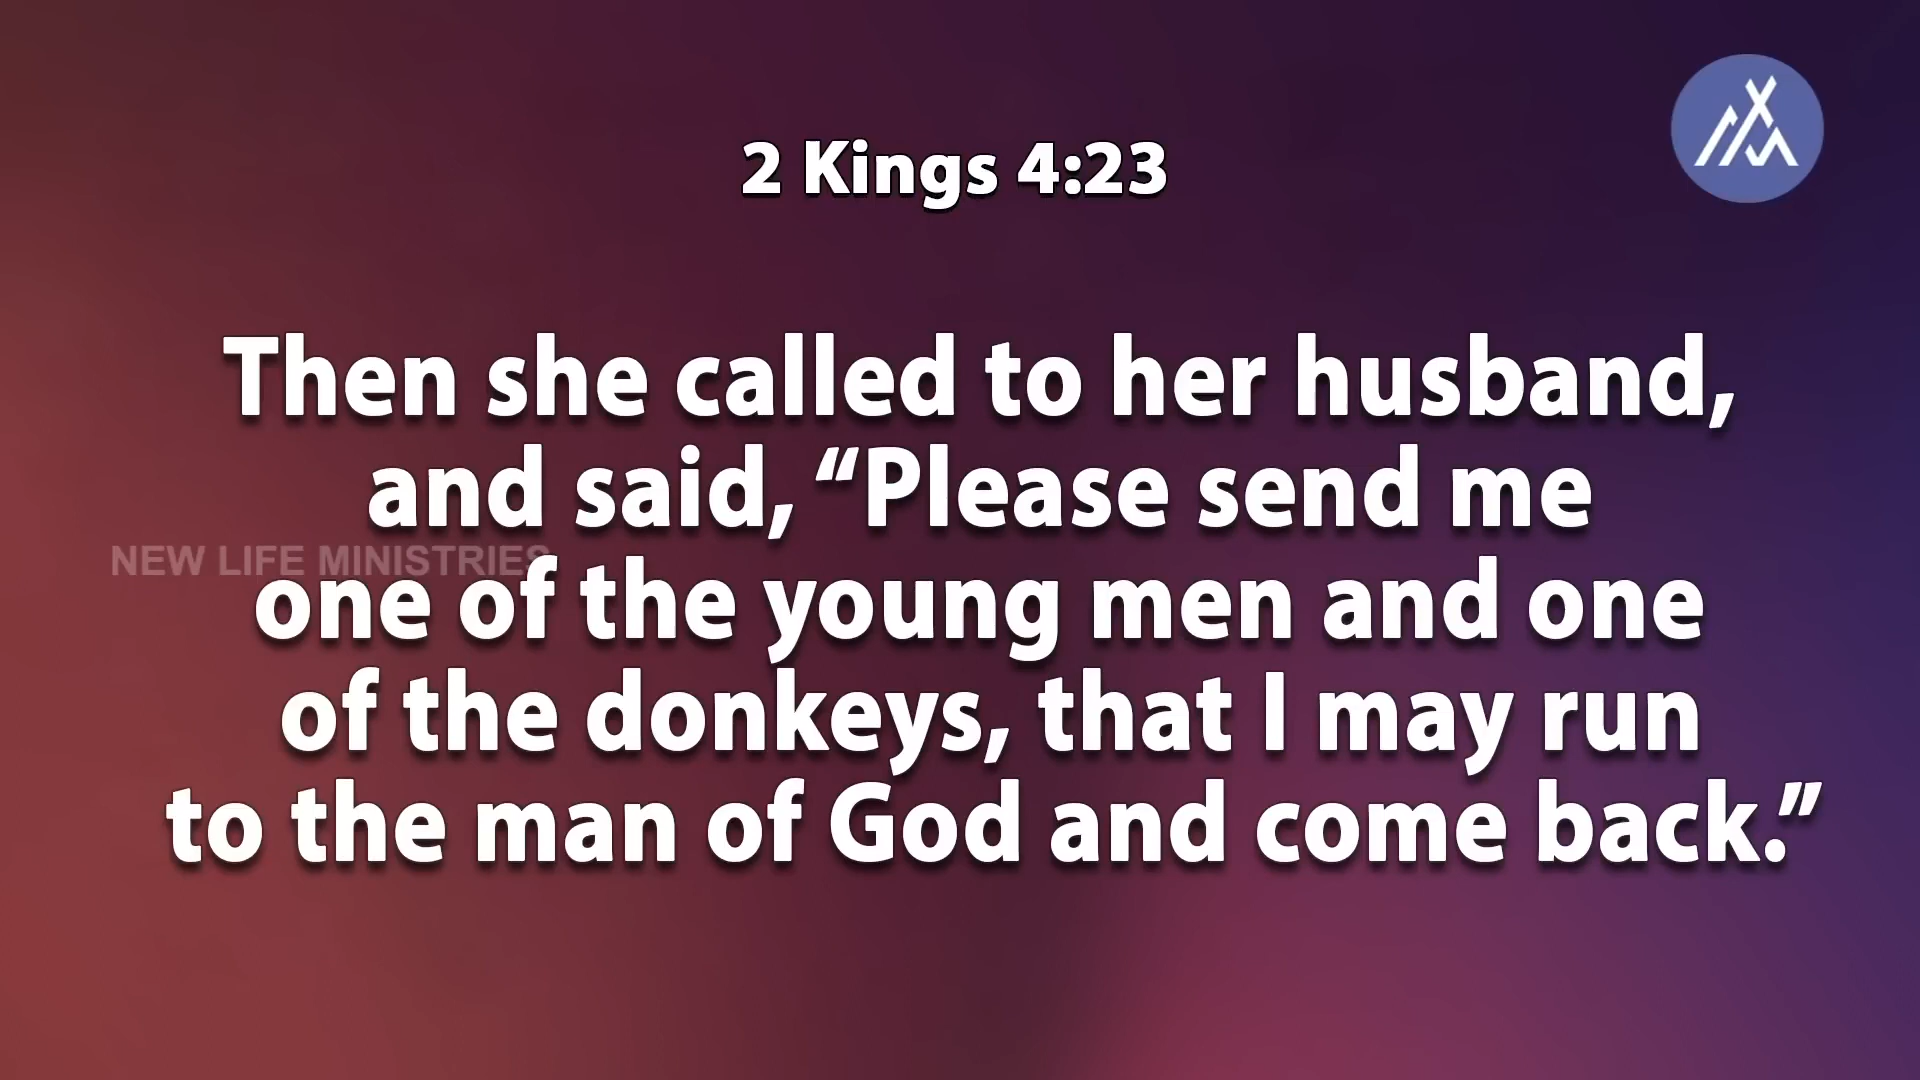 2 Kings 4:23
Then she called to her husband,
and said, “Please send me
NEW LIFE MINISTRIES
one of the young men and one
of the donkeys, that I may run
to the man of God and come back.”